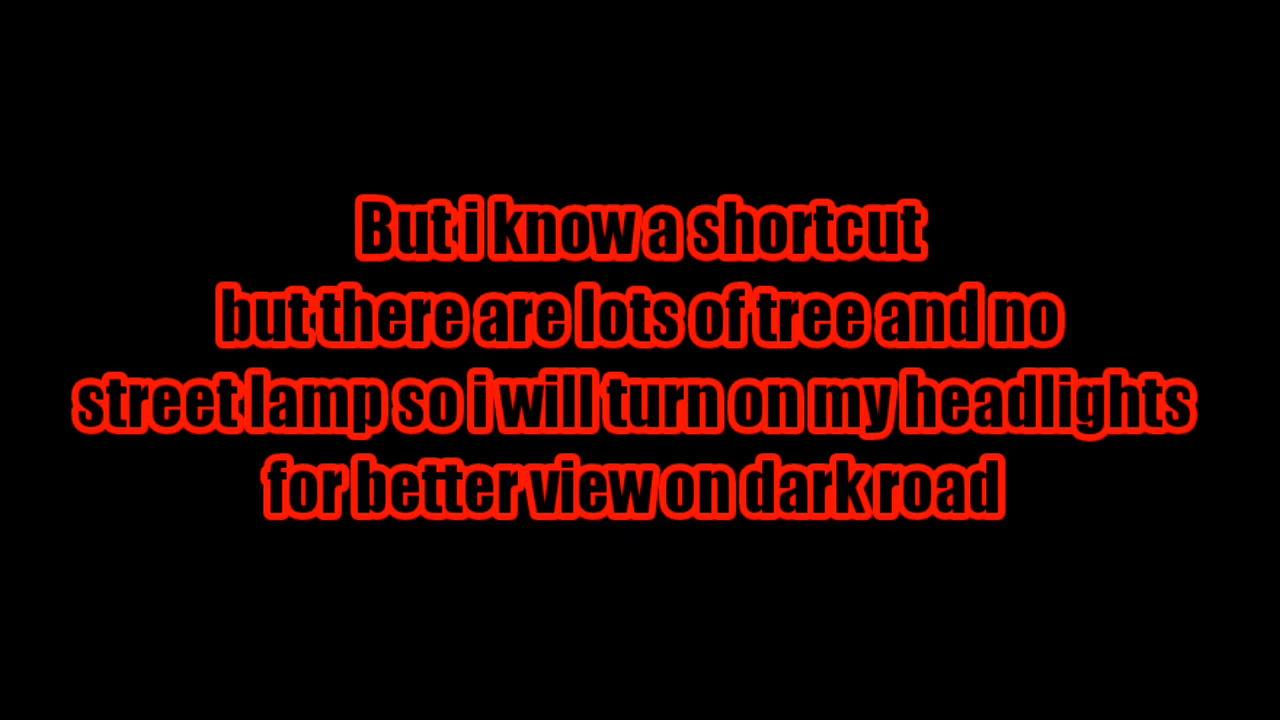 But i know a shortcut
but there are lots of tree and no
street lamp so i will turn on my headlights
for better view on dark road